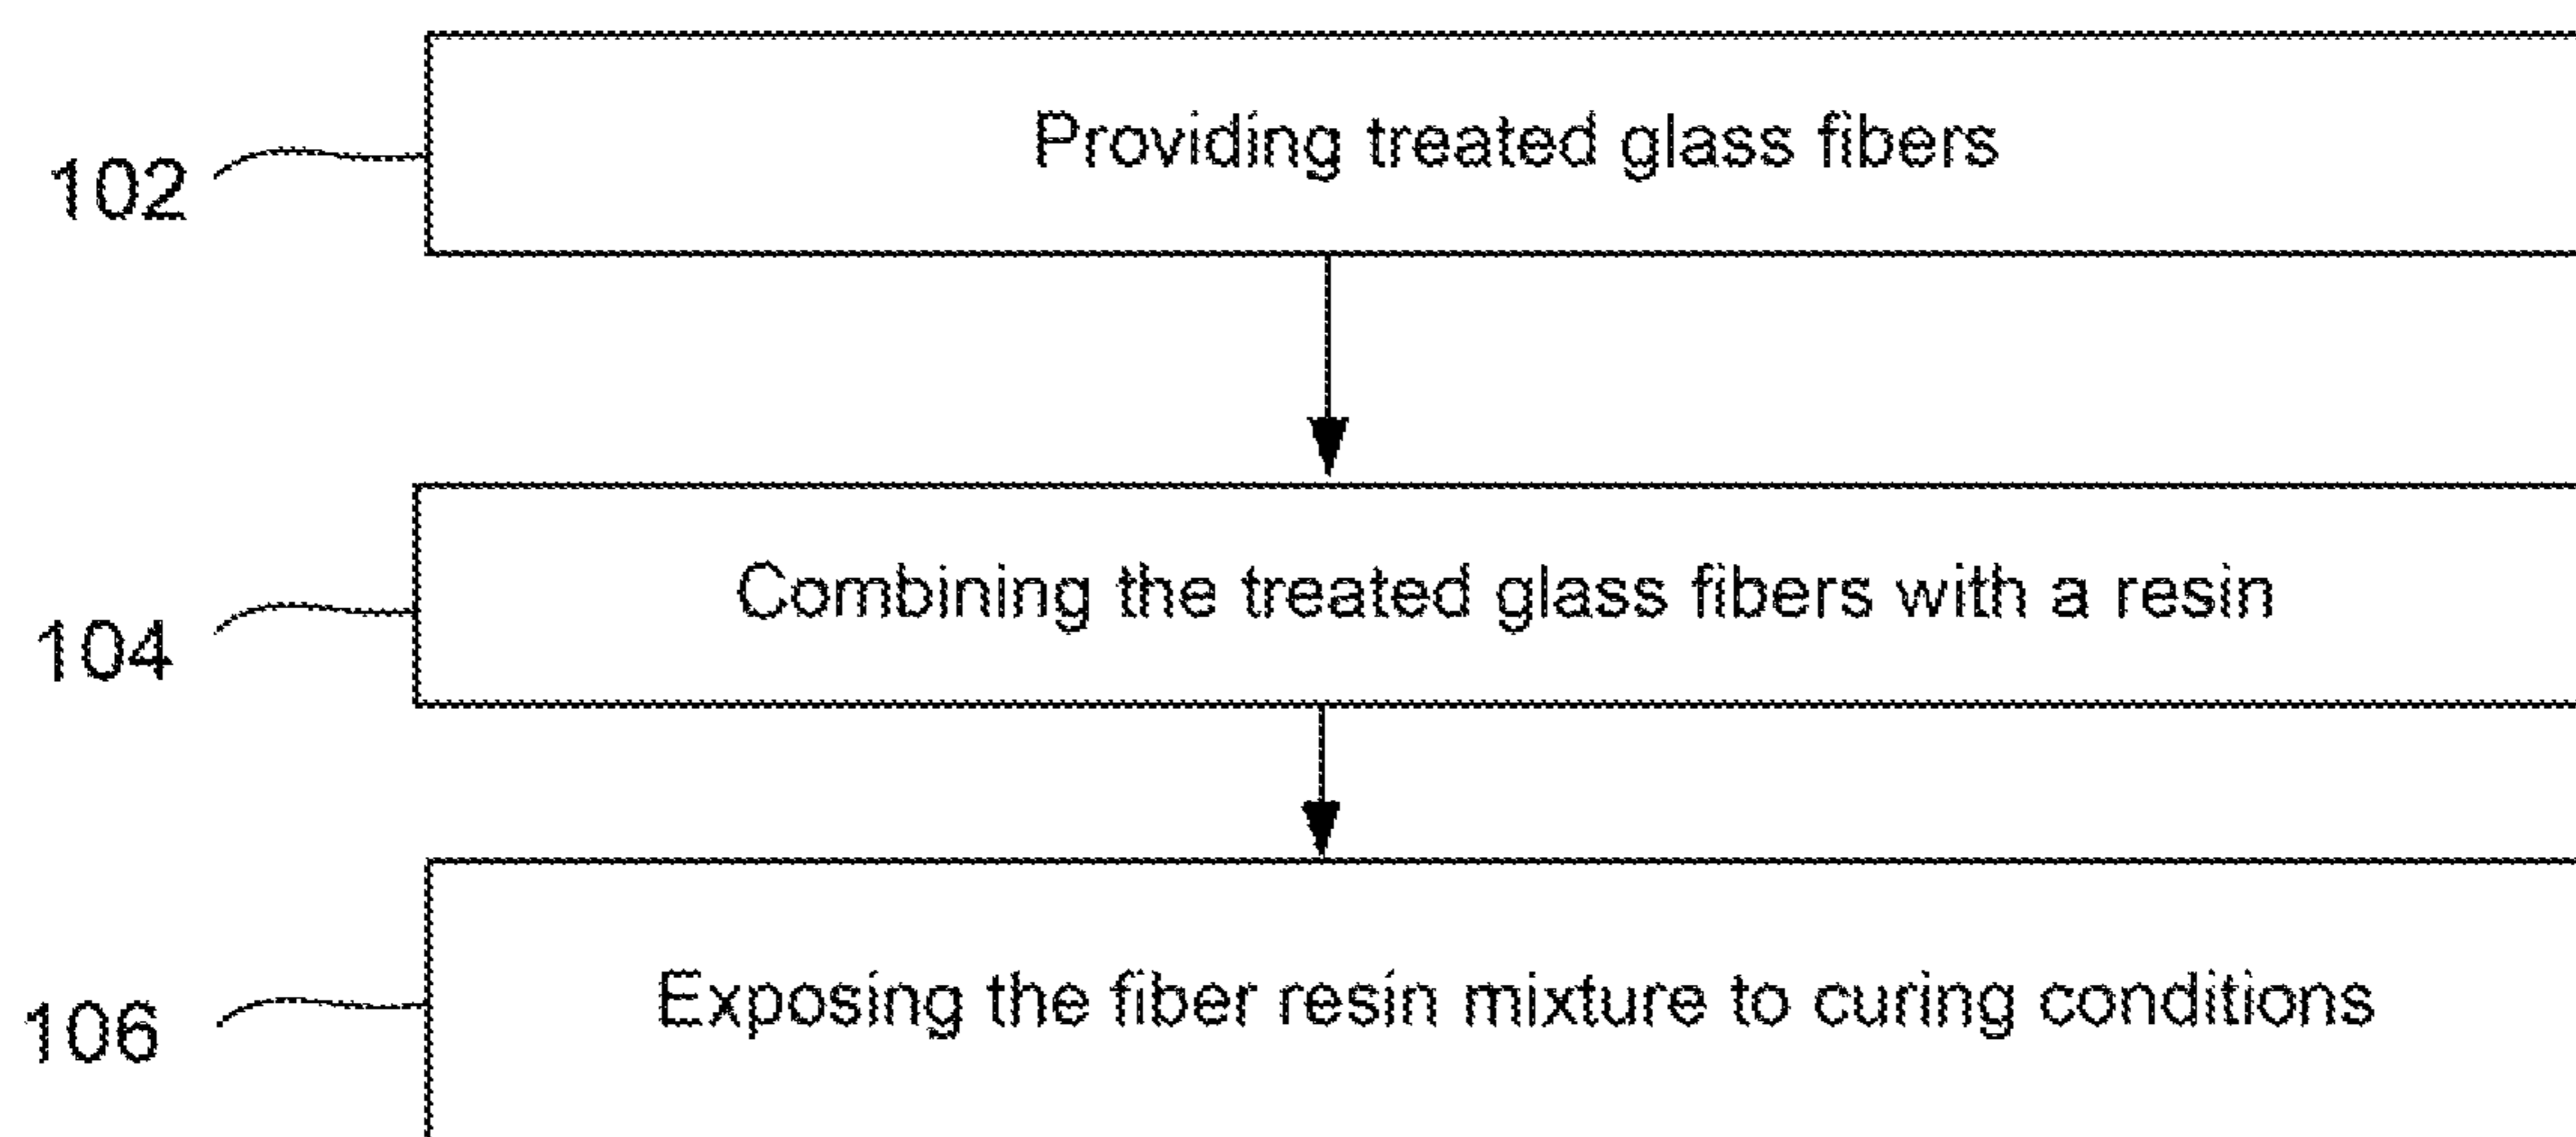 Providing treated glass fibers
102
Combining the treated glass fibers with a resin
104
Exposing the fiber resin mixture to curing conditions
106